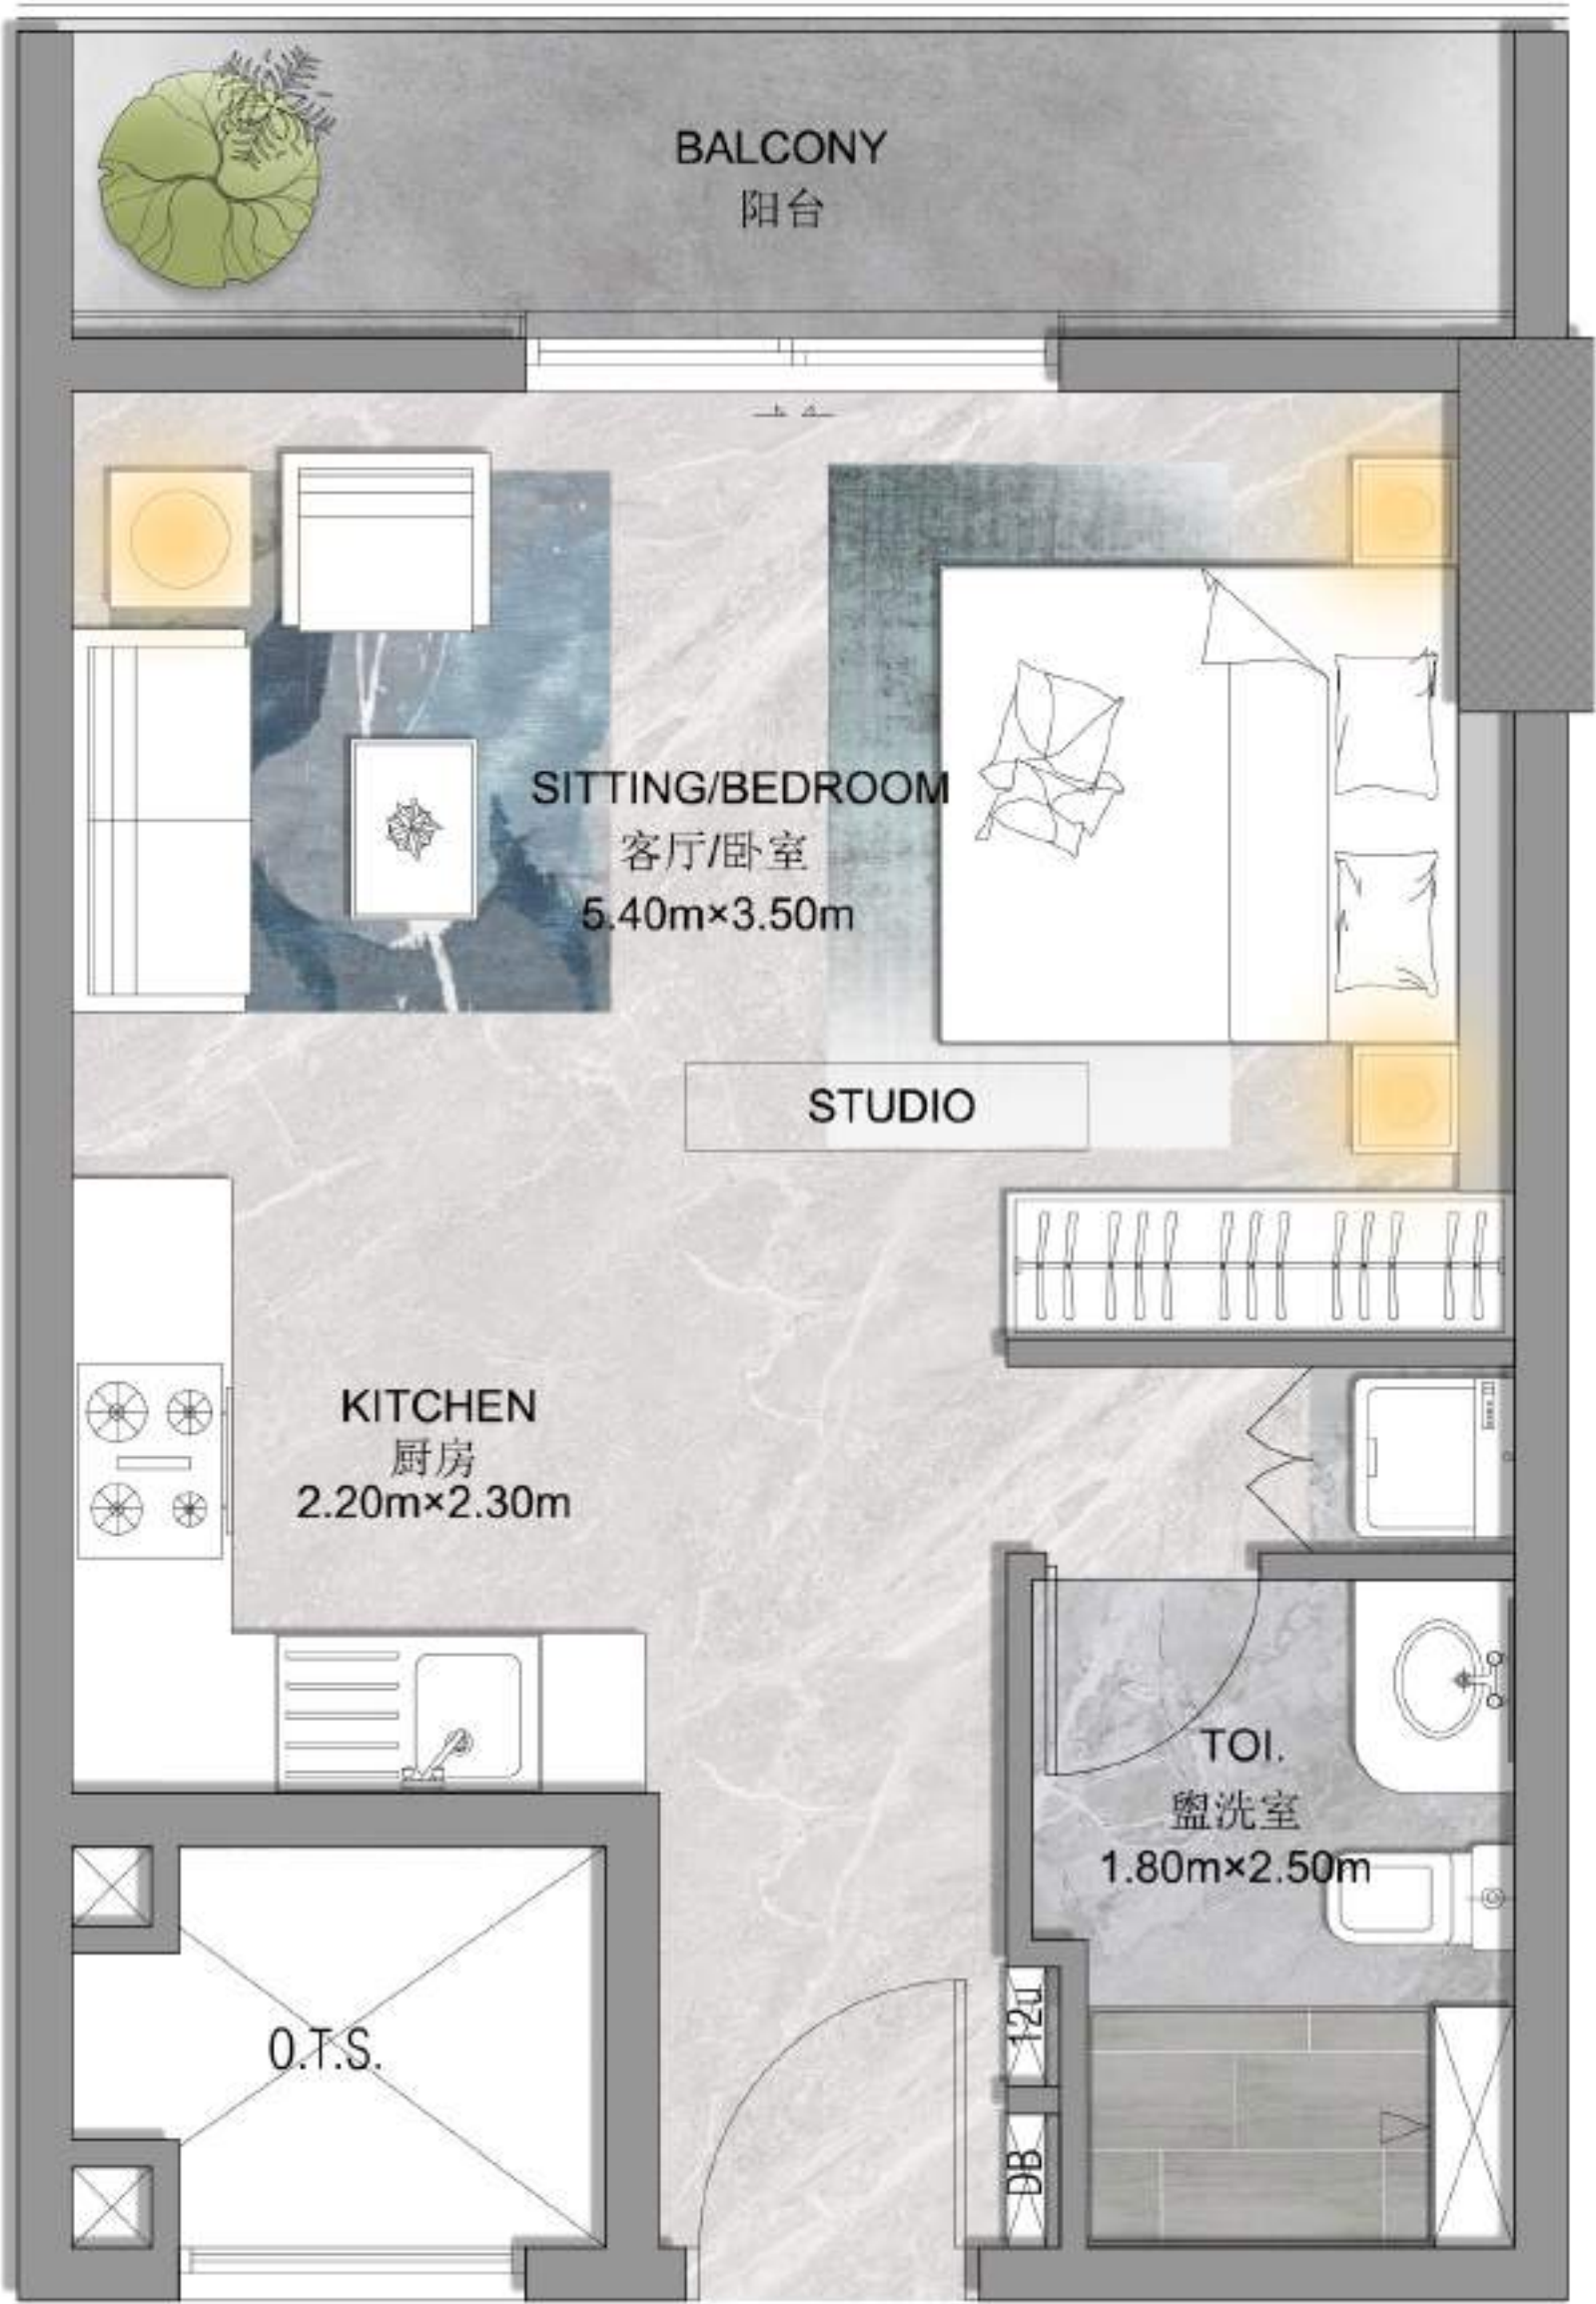 BALCONY
阳台
SITTING/BEDROOM
客厅/卧室
5.40m×3.50m
STUDIO
KITCHEN
厨房
2.20m×2.30m
TOI.
盥洗室
1.80m×2.50m
12u
O.T.S.
DB